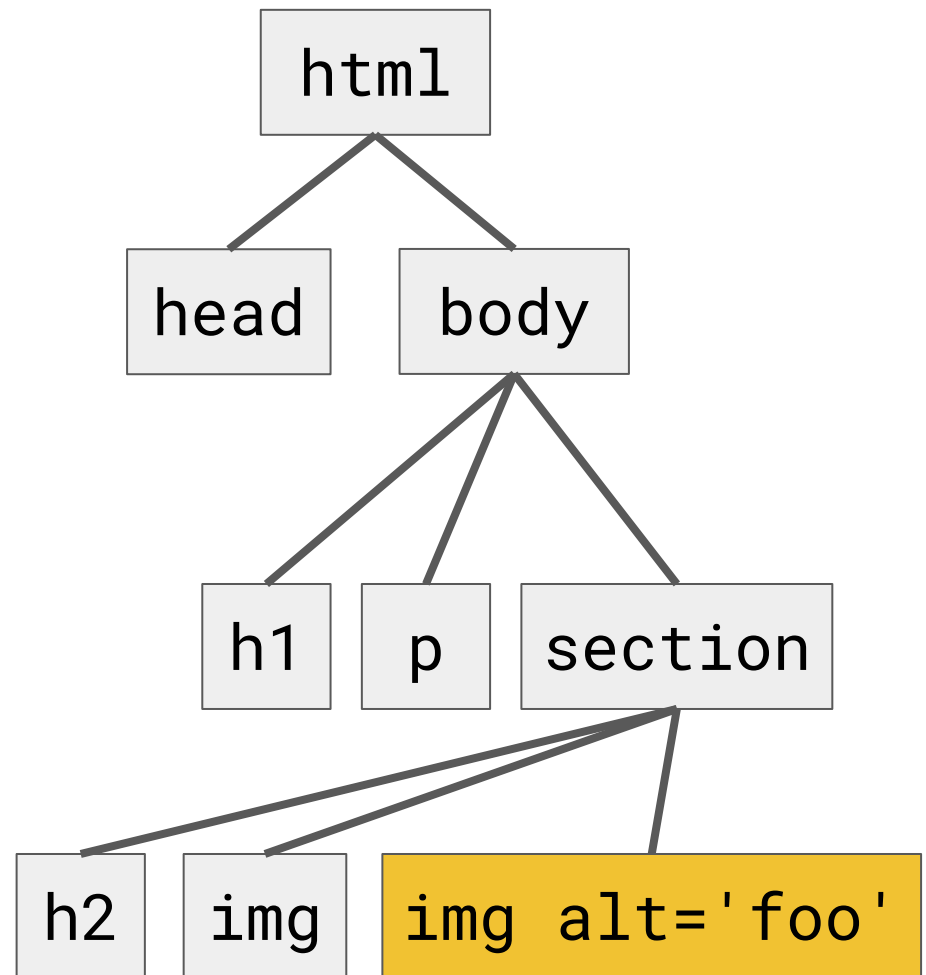 html
head
body
h1
p
section
h2
img
img alt='foo'